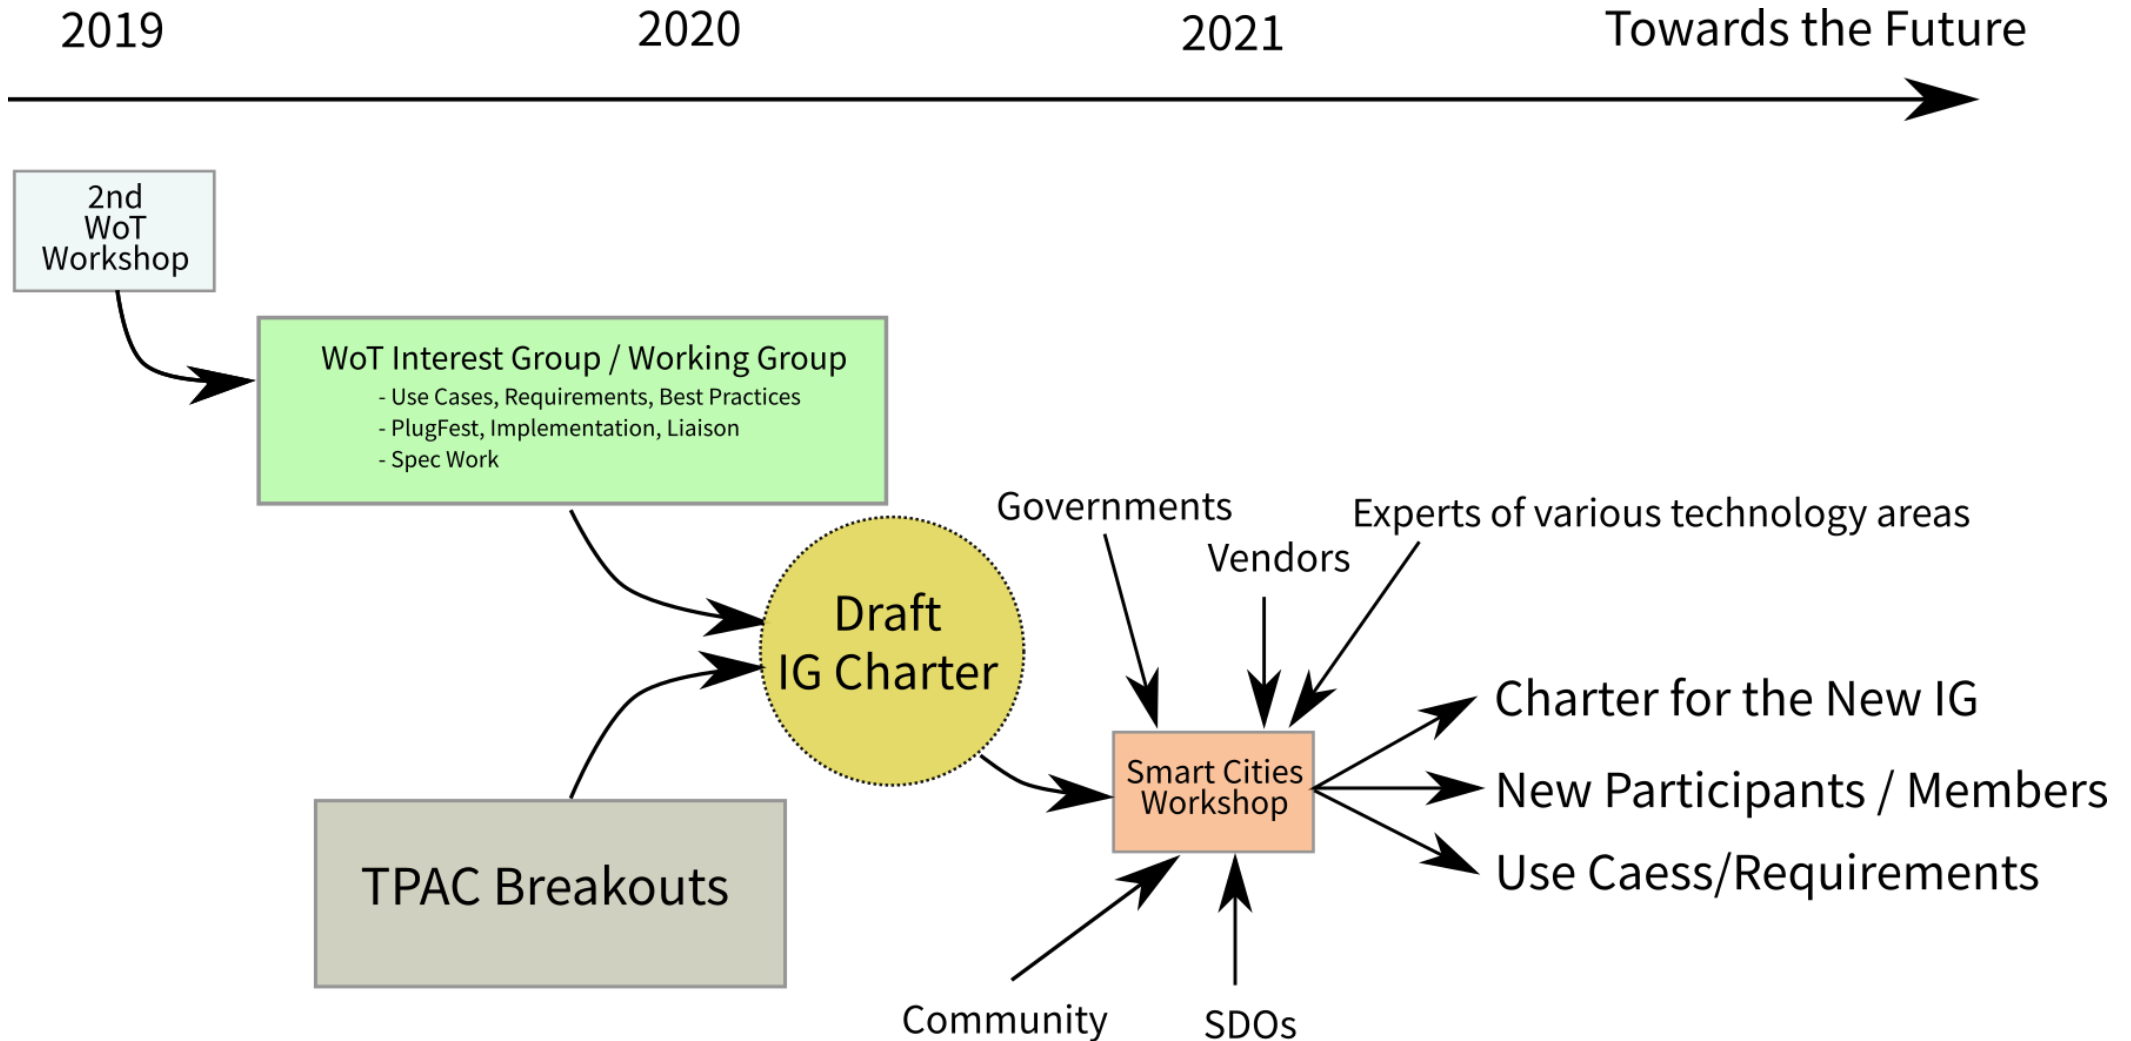 2019
2020
2021
Towards the Future
2nd
WoT
Workshop
WoT Interest Group / Working Group
- Use Cases, Requirements, Best Practices
- PlugFest, Implementation, Liaison
- Spec Work
Governments
Vendors
Experts of various technology areas
Draft
IG Charter
Smart Cities
Workshop
Charter for the New IG
New Participants / Members
Use Caess/Requirements
TPAC Breakouts
Community
SDOs